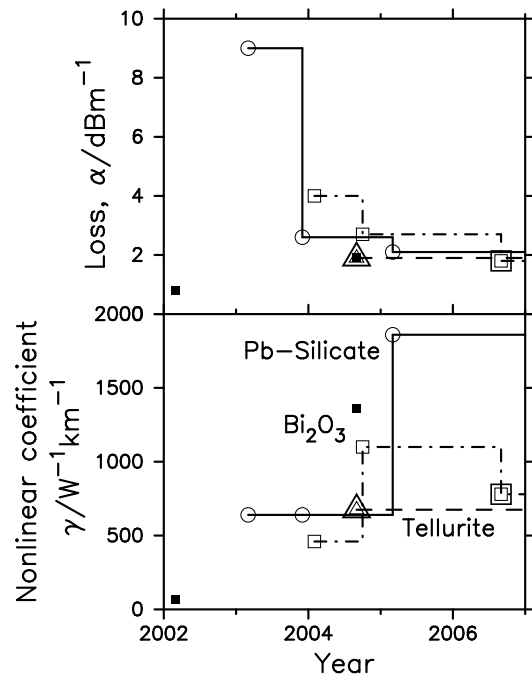 10
8
6
4
2
Loss, α/dBm⁻¹
2000
1500
1000
500
0
Nonlinear coefficient
γ/W⁻¹km⁻¹
Pb–Silicate
Bi₂O₃
Tellurite
2002
2004
2006
Year